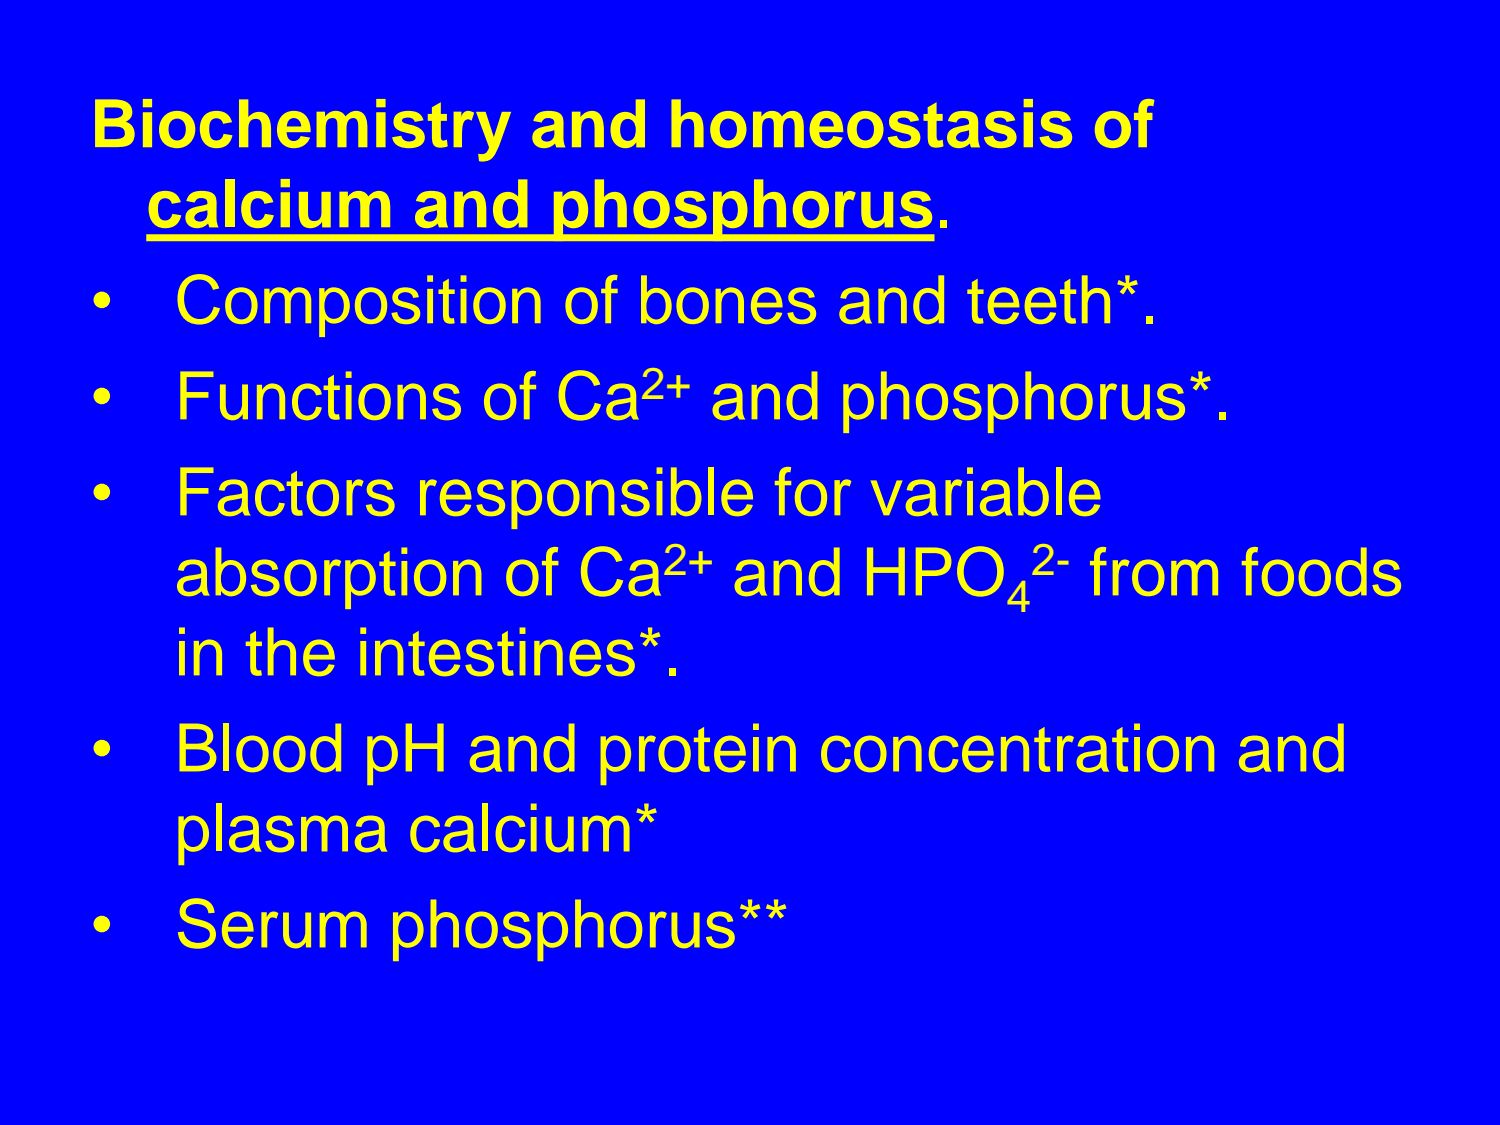 Biochemistry and homeostasis of
calcium and phosphorus.
• Composition of bones and teeth*.
• Functions of Ca²⁺ and phosphorus*.
• Factors responsible for variable
absorption of Ca²⁺ and HPO₄²⁻ from foods
in the intestines*.
• Blood pH and protein concentration and
plasma calcium*
• Serum phosphorus**